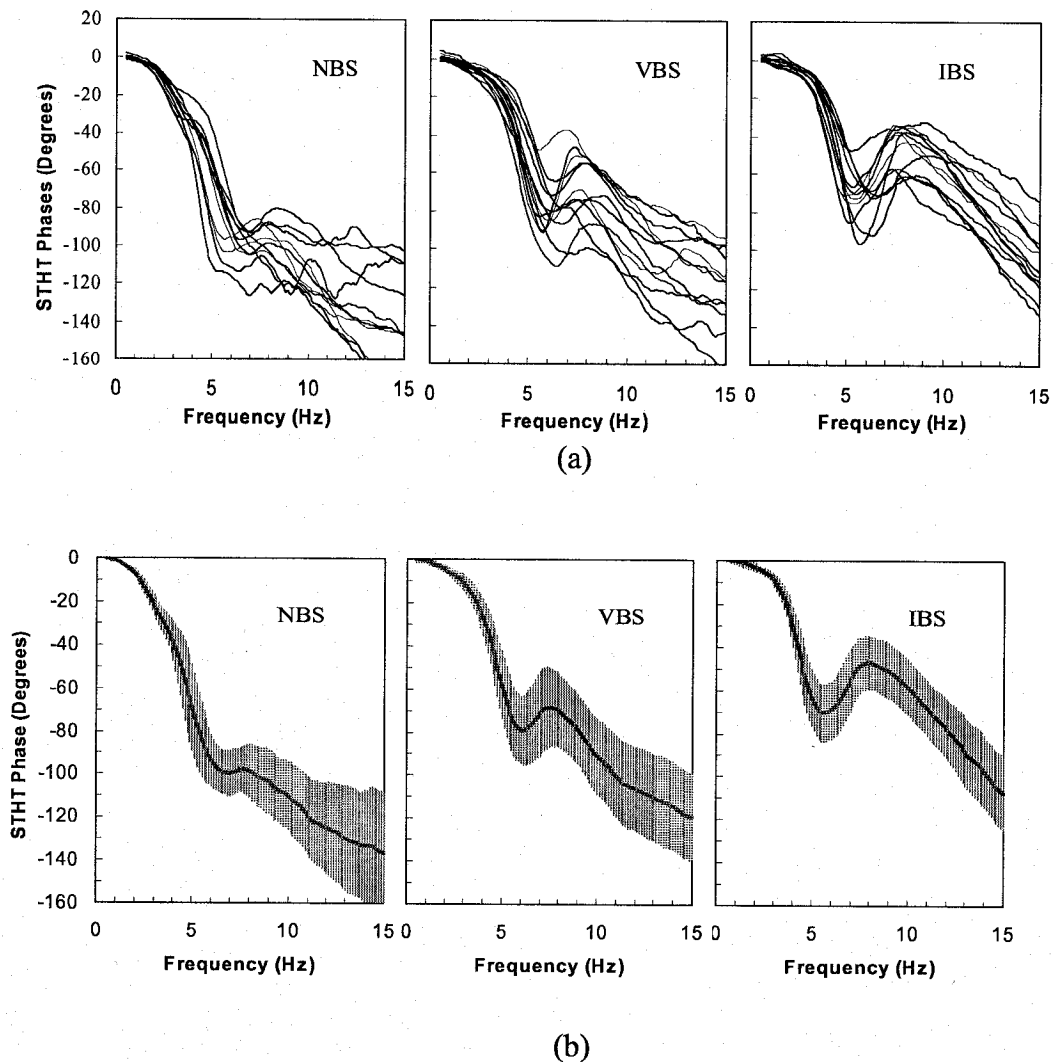 NBS
VBS
IBS
STHT Phases (Degrees)
20
0
-20
-40
-60
-80
-100
-120
-140
-160
0 5 10 15
0 5 10 15
0 5 10 15
Frequency (Hz)
Frequency (Hz)
Frequency (Hz)
(a)
NBS
VBS
IBS
STHT Phase (Degrees)
0
-20
-40
-60
-80
-100
-120
-140
-160
0 5 10 15
0 5 10 15
0 5 10 15
Frequency (Hz)
Frequency (Hz)
Frequency (Hz)
(b)